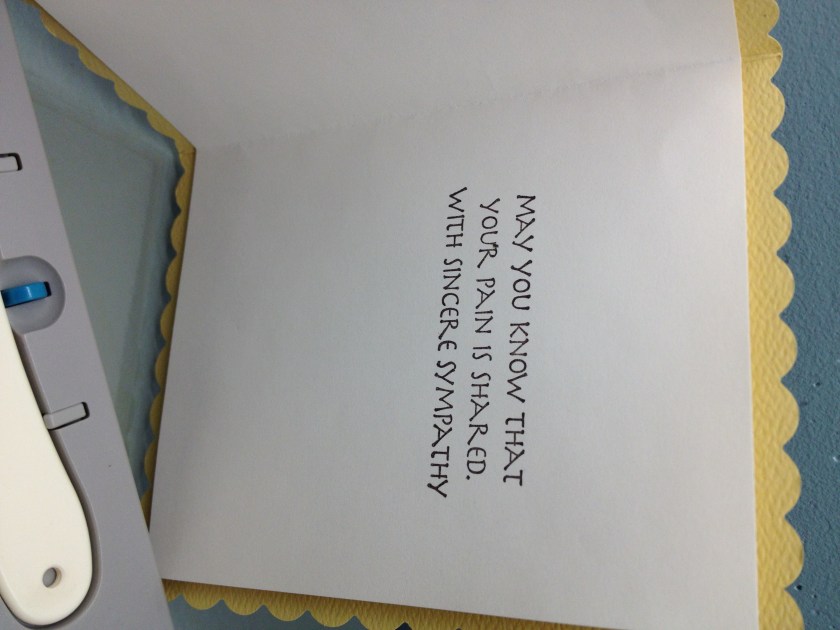 MAY YOU KNOW THAT
YOUR PAIN IS SHARED.
WITH SINCERE SYMPATHY